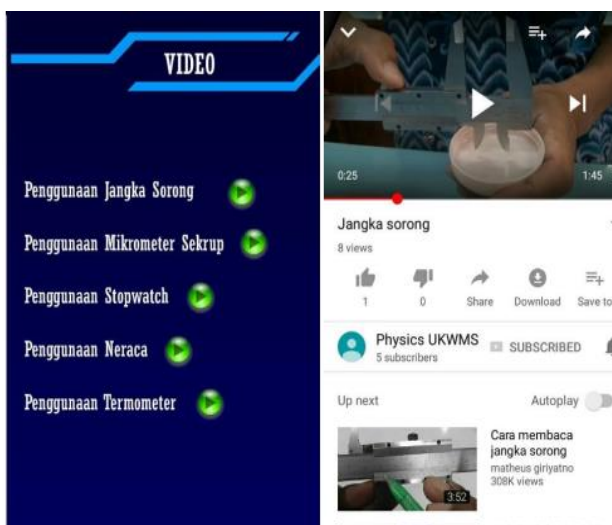 VIDEO
Penggunaan Jangka Sorong
Penggunaan Mikrometer Sekrup
Penggunaan Stopwatch
Penggunaan Neraca
Penggunaan Termometer
0:25
1:45
Jangka sorong
8 views
1
0
Share
Download
Save to
Physics UKWMS
5 subscribers
SUBSCRIBED
Up next
Autoplay
3:52
Cara membaca
jangka sorong
matheus giriyatno
308K views